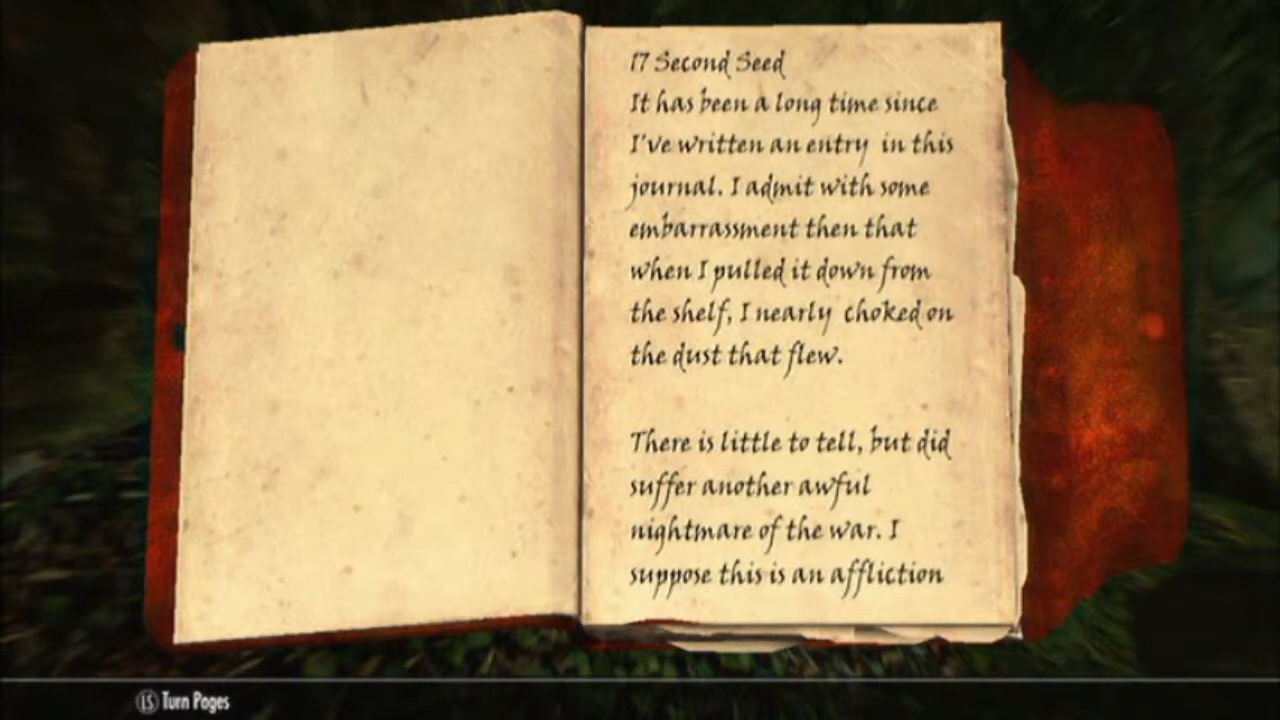 17 Second Seed
It has been a long time since
I've written an entry in this
journal. I admit with some
embarrassment then that
when I pulled it down from
the shelf, I nearly choked on
the dust that flew.
There is little to tell, but did
suffer another awful
nightmare of the war. I
suppose this is an affliction
LS Turn Pages